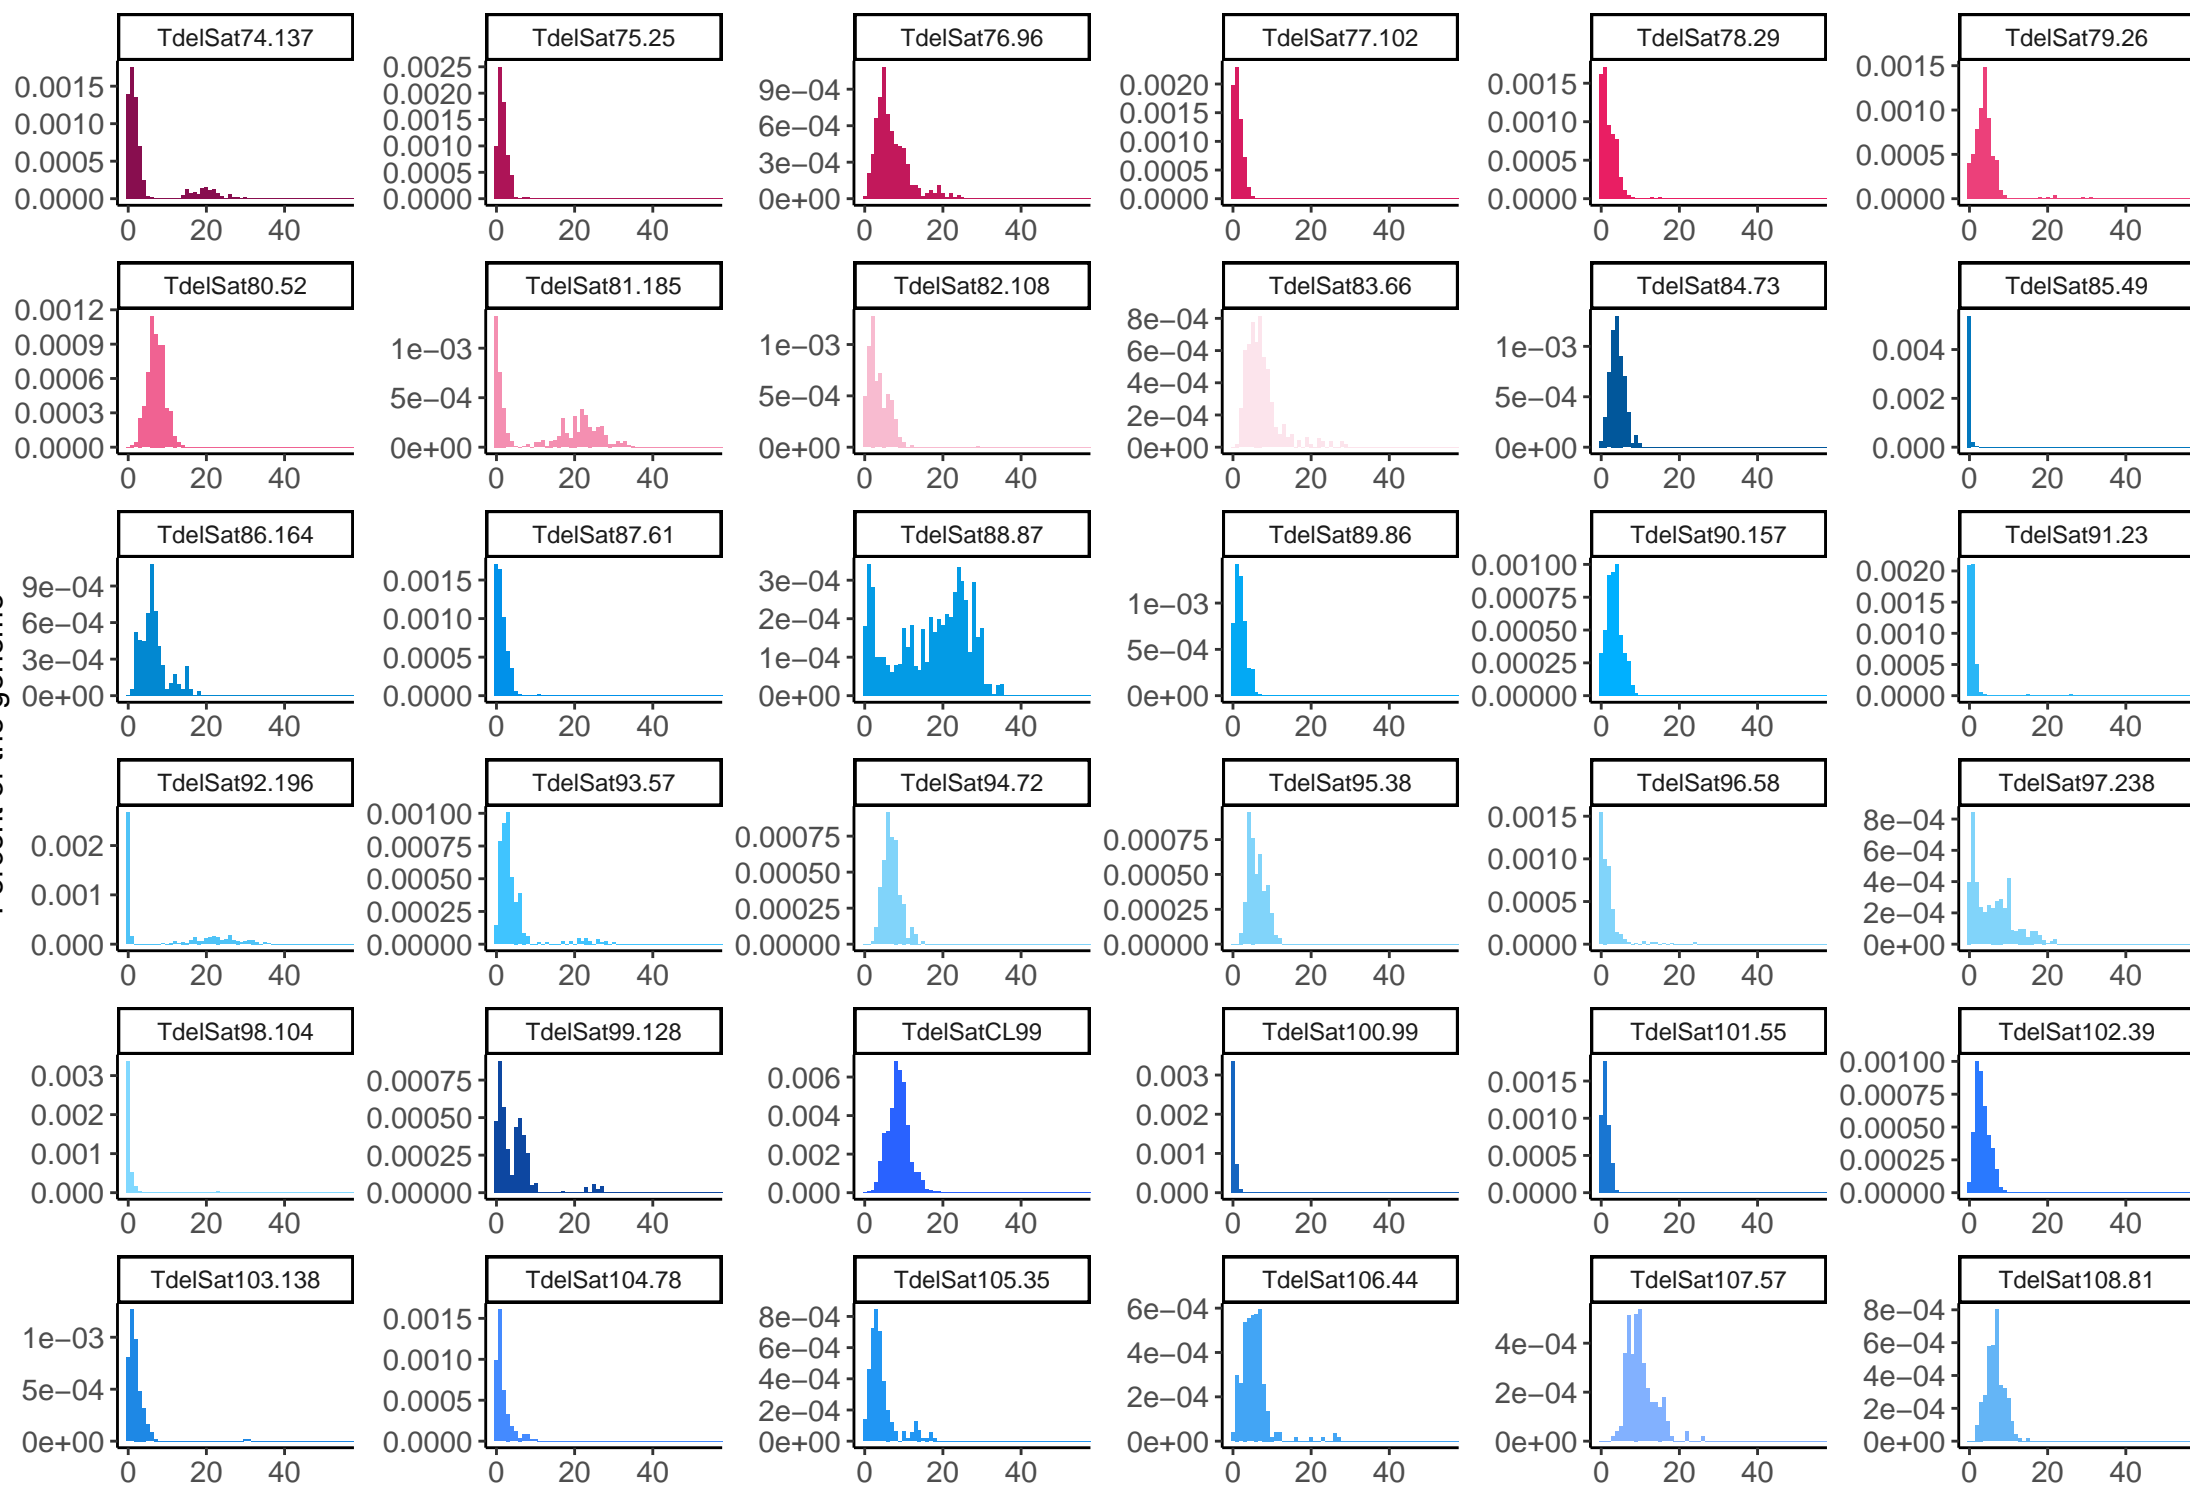 TdelSat74.137
0.0015
0.0010
0.0005
0.0000
0 20 40
TdelSat75.25
0.0025
0.0020
0.0015
0.0010
0.0005
0.0000
0 20 40
TdelSat76.96
9e−04
6e−04
3e−04
0e+00
0 20 40
TdelSat77.102
0.0020
0.0015
0.0010
0.0005
0.0000
0 20 40
TdelSat78.29
0.0015
0.0010
0.0005
0.0000
0 20 40
TdelSat79.26
0.0015
0.0010
0.0005
0.0000
0 20 40
TdelSat80.52
0.0012
0.0009
0.0006
0.0003
0.0000
0 20 40
TdelSat81.185
1e−03
5e−04
0e+00
0 20 40
TdelSat82.108
1e−03
5e−04
0e+00
0 20 40
TdelSat83.66
8e−04
6e−04
4e−04
2e−04
0e+00
0 20 40
TdelSat84.73
1e−03
5e−04
0e+00
0 20 40
TdelSat85.49
0.004
0.002
0.000
0 20 40
TdelSat86.164
9e−04
6e−04
3e−04
0e+00
0 20 40
TdelSat87.61
0.0015
0.0010
0.0005
0.0000
0 20 40
TdelSat88.87
3e−04
2e−04
1e−04
0e+00
0 20 40
TdelSat89.86
1e−03
5e−04
0e+00
0 20 40
TdelSat90.157
0.00100
0.00075
0.00050
0.00025
0.00000
0 20 40
TdelSat91.23
0.0020
0.0015
0.0010
0.0005
0.0000
0 20 40
TdelSat92.196
0.002
0.001
0.000
0 20 40
TdelSat93.57
0.00100
0.00075
0.00050
0.00025
0.00000
0 20 40
TdelSat94.72
0.00075
0.00050
0.00025
0.00000
0 20 40
TdelSat95.38
0.00075
0.00050
0.00025
0.00000
0 20 40
TdelSat96.58
0.0015
0.0010
0.0005
0.0000
0 20 40
TdelSat97.238
8e−04
6e−04
4e−04
2e−04
0e+00
0 20 40
TdelSat98.104
0.003
0.002
0.001
0.000
0 20 40
TdelSat99.128
0.00075
0.00050
0.00025
0.00000
0 20 40
TdelSatCL99
0.006
0.004
0.002
0.000
0 20 40
TdelSat100.99
0.003
0.002
0.001
0.000
0 20 40
TdelSat101.55
0.0015
0.0010
0.0005
0.0000
0 20 40
TdelSat102.39
0.00100
0.00075
0.00050
0.00025
0.00000
0 20 40
TdelSat103.138
1e−03
5e−04
0e+00
0 20 40
TdelSat104.78
0.0015
0.0010
0.0005
0.0000
0 20 40
TdelSat105.35
8e−04
6e−04
4e−04
2e−04
0e+00
0 20 40
TdelSat106.44
6e−04
4e−04
2e−04
0e+00
0 20 40
TdelSat107.57
4e−04
2e−04
0e+00
0 20 40
TdelSat108.81
8e−04
6e−04
4e−04
2e−04
0e+00
0 20 40